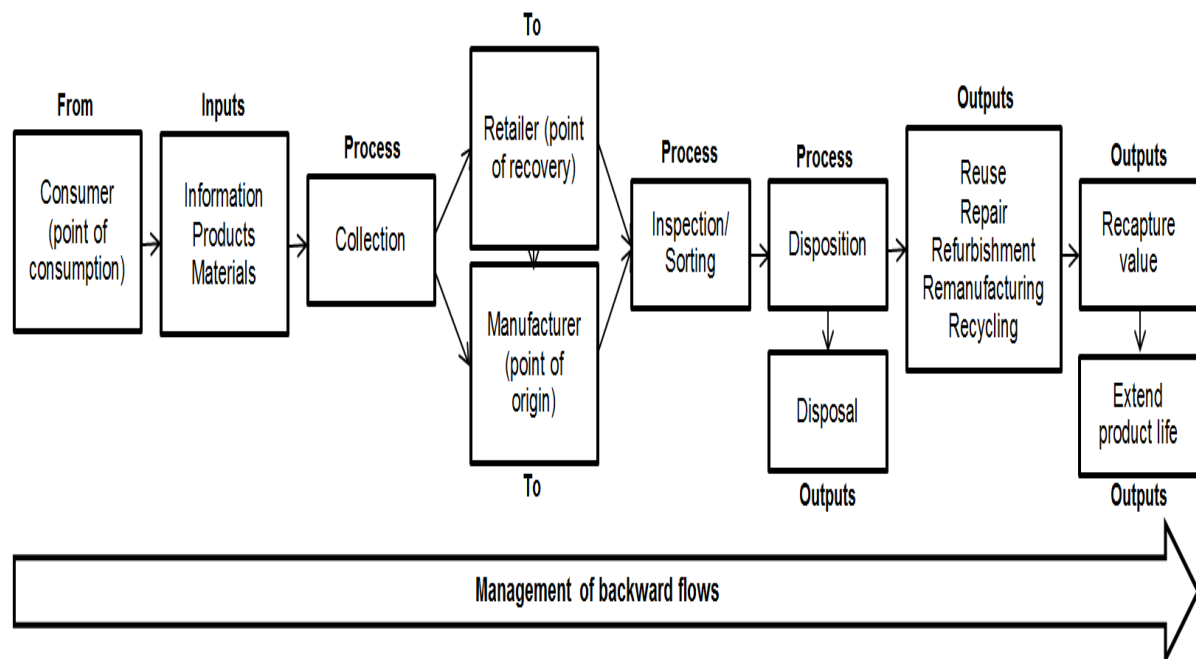 From
Consumer
(point of
consumption)
Inputs
Information
Products
Materials
Process
Collection
To
Retailer (point
of recovery)
Manufacturer
(point of
origin)
To
Process
Inspection/
Sorting
Process
Disposition
Disposal
Outputs
Outputs
Reuse
Repair
Refurbishment
Remanufacturing
Recycling
Outputs
Recapture
value
Extend
product life
Outputs
Management of backward flows